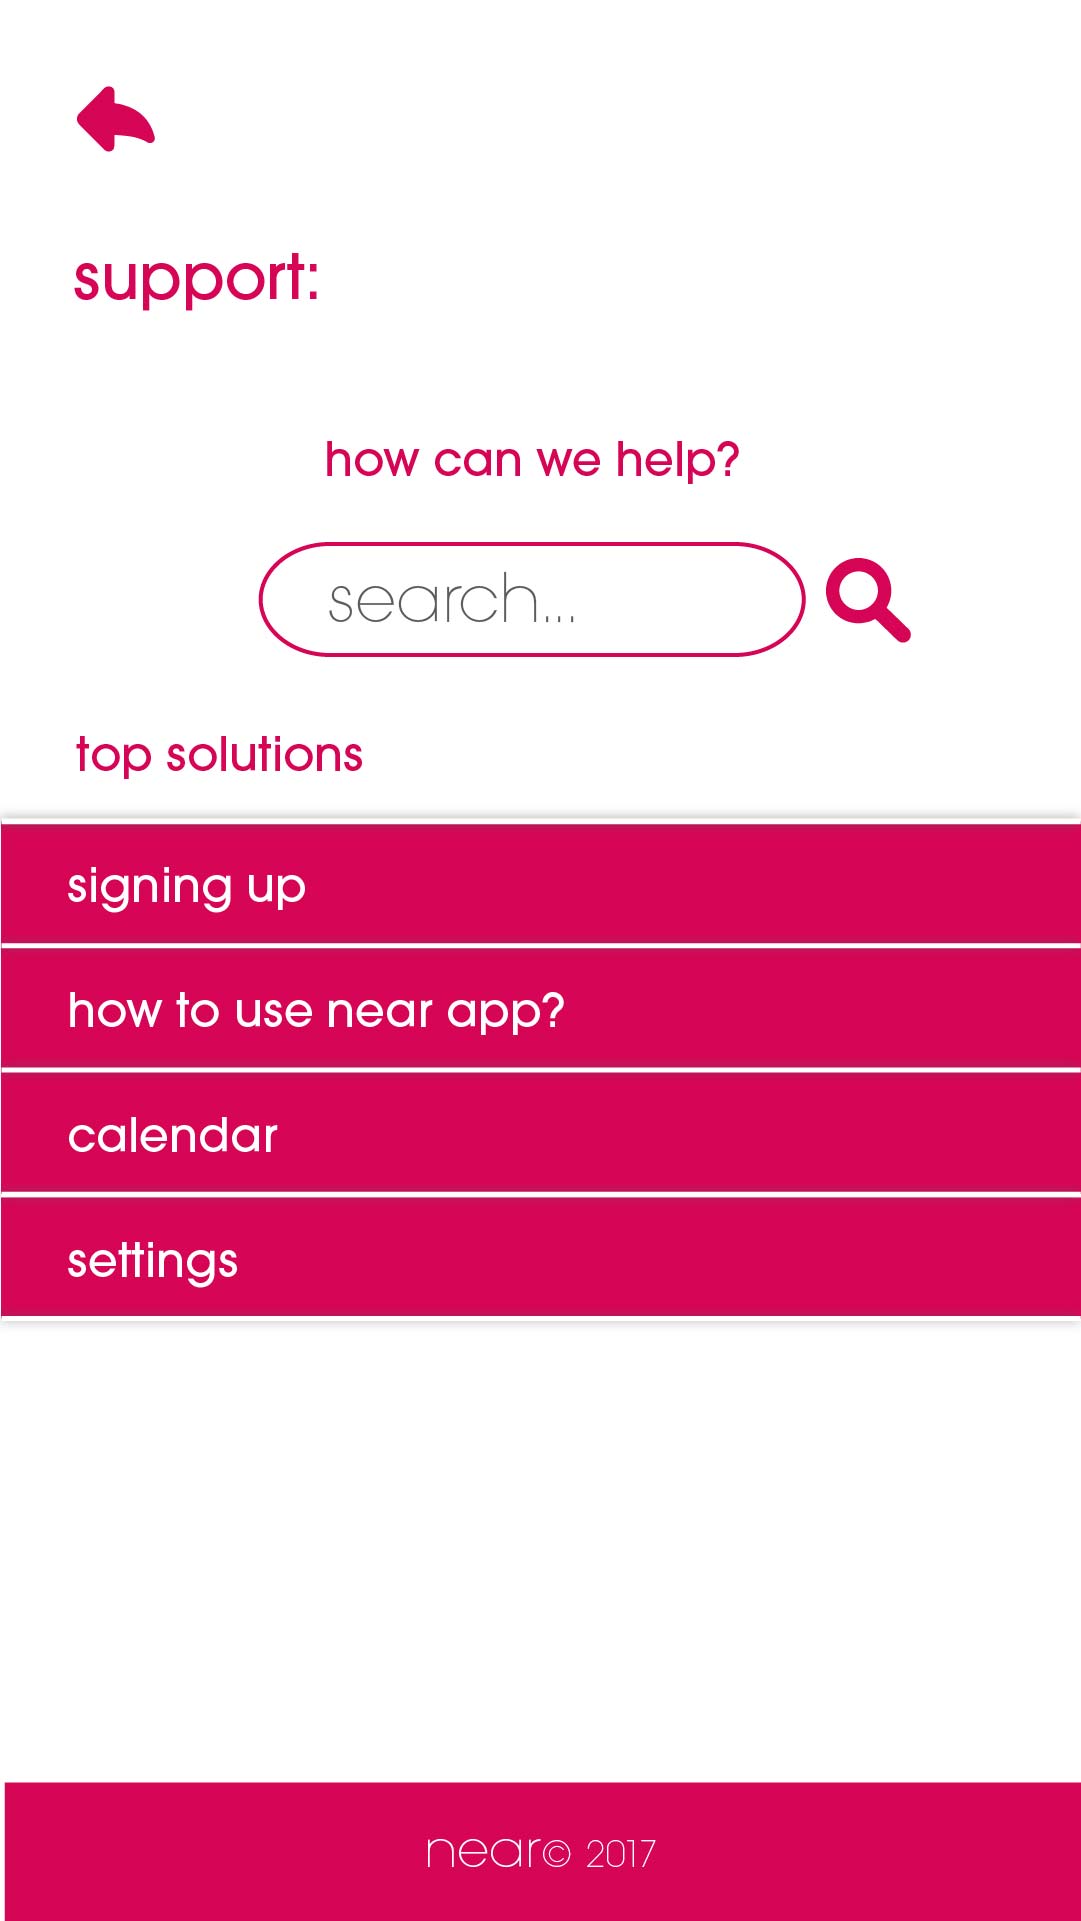 support:
how can we help?
search...
top solutions
signing up
how to use near app?
calendar
settings
near© 2017